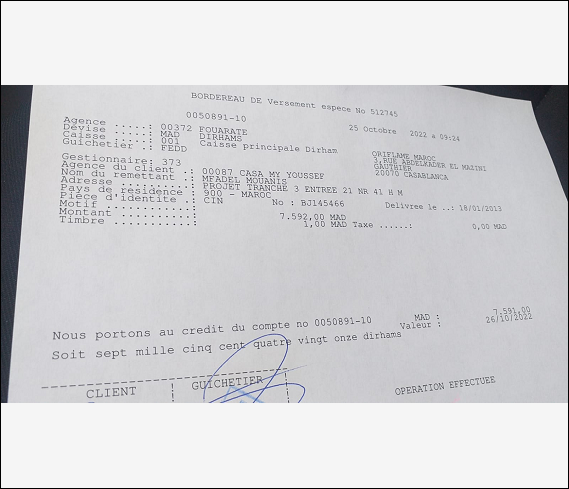 BORDEREAU DE Versement espece No 512745
0050891-10
25 Octobre 2022 a 09:24
Agence .....: 00372 FOUARATE
Devise .....: MAD DIRHAMS
Caisse .....: 001 Caisse principale Dirham
Guichetier .: FEDD
ORIFLAME MAROC
3,RUE ABDELKADER EL MAZINI
GAUTHIER
20070 CASABLANCA
Gestionnaire: 373
Agence du client .: 00087 CASA MY YOUSSEF
Nom du remettant .: MFADEL MOUANIS
Adresse ..........: PROJET TRANCHE 3 ENTREE 21 NR 41 H M
Pays de résidence : 900 - MAROC
Pièce d'identite .: CIN No : BJ145466 Delivree le ..: 18/01/2013
Motif ............:
Montant ..........: 7.592,00 MAD
Timbre ...........: 1,00 MAD Taxe ......: 0,00 MAD
Nous portons au credit du compte no 0050891-10 MAD : 7.591,00
Valeur : 26/10/2022
Soit sept mille cinq cent quatre vingt onze dirhams
CLIENT GUICHETIER OPERATION EFFECTUEE